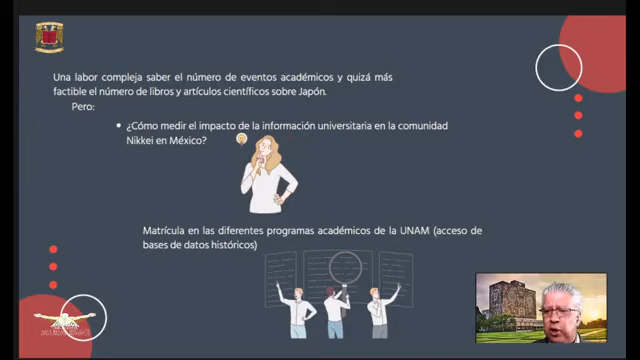 Una labor compleja saber el número de eventos académicos y quizá más
factible el número de libros y artículos científicos sobre Japón.
Pero:
• ¿Cómo medir el impacto de la información universitaria en la comunidad
Nikkei en México?
Matrícula en las diferentes programas académicos de la UNAM (acceso de
bases de datos históricos)